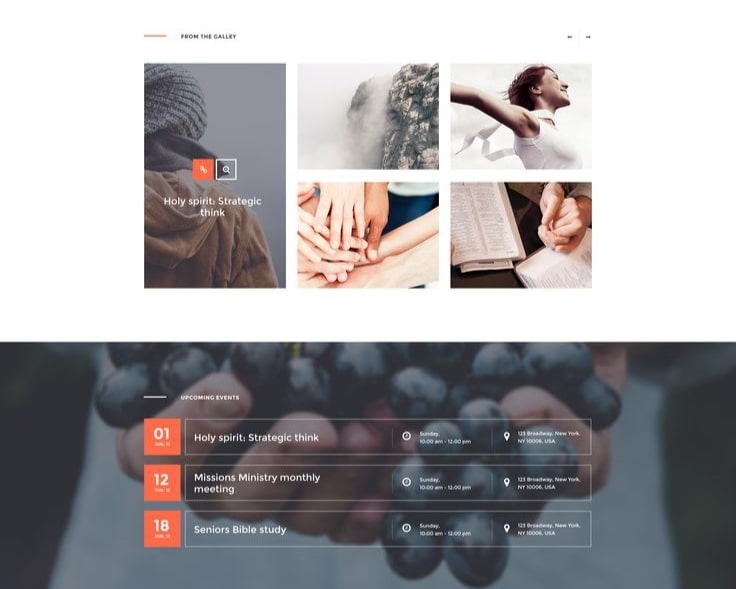 FROM THE GALLEY
Holy spirit: Strategic
think
UPCOMING EVENTS
01
Holy spirit: Strategic think
Sunday,
10:00 am - 12:00 pm
123 Broadway, New York,
NY 10006, USA
12
Missions Ministry monthly
meeting
Sunday,
10:00 am - 12:00 pm
123 Broadway, New York,
NY 10006, USA
18
Seniors Bible study
Sunday,
10:00 am - 12:00 pm
123 Broadway, New York,
NY 10006, USA